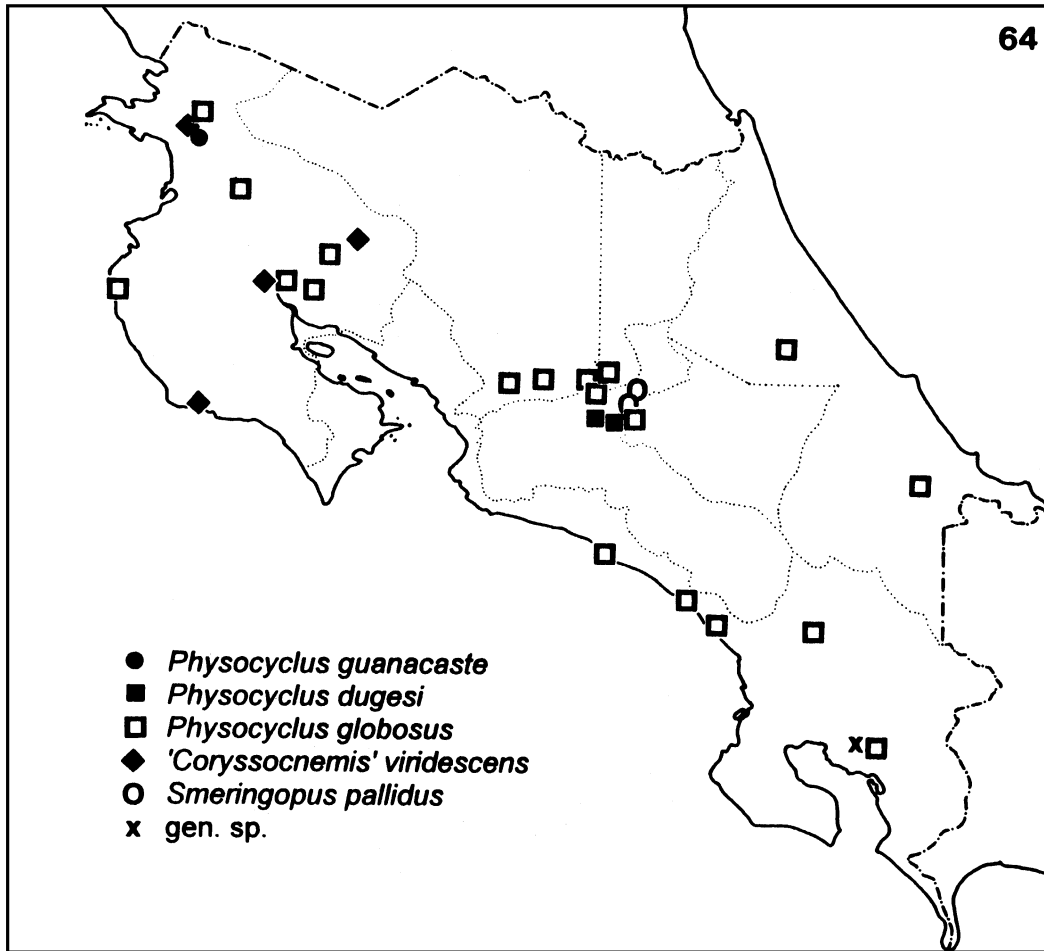 64
Physocyclus guanacaste
Physocyclus dugesi
Physocyclus globosus
'Coryssocnemis' viridescens
Smeringopus pallidus
x gen. sp.
x